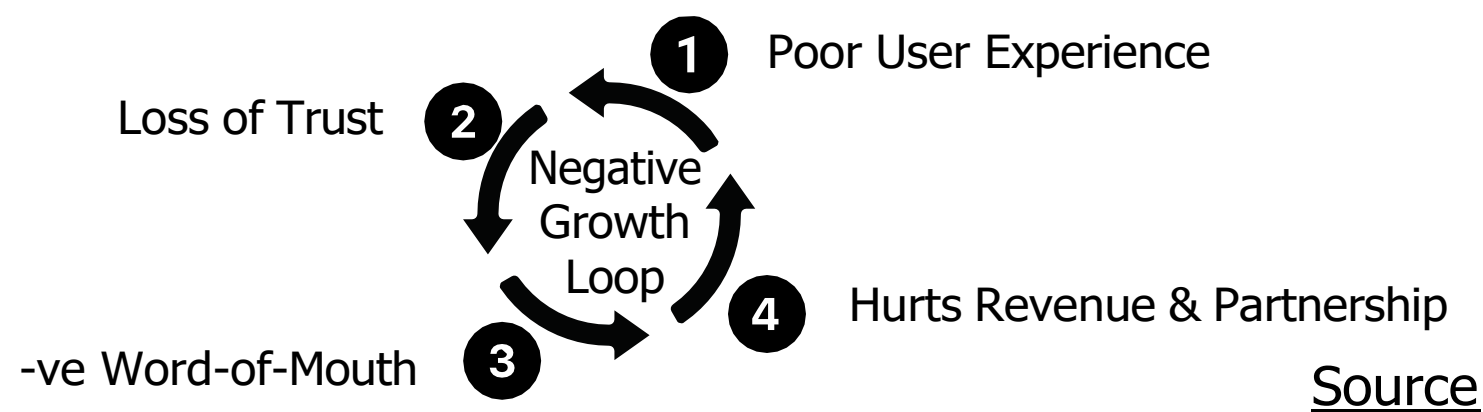 1 Poor User Experience
Loss of Trust 2
Negative
Growth
Loop
4 Hurts Revenue & Partnership
-ve Word-of-Mouth 3
Source